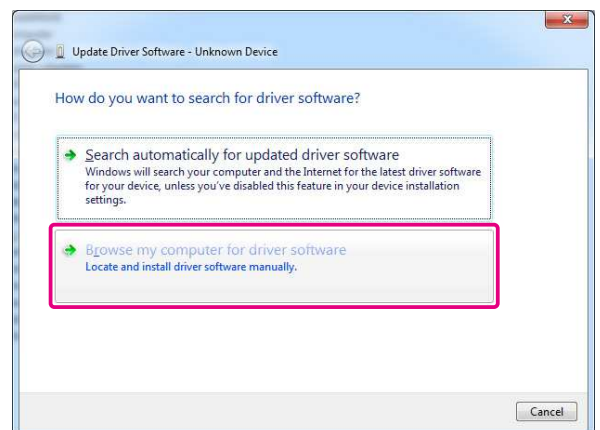 Update Driver Software - Unknown Device
How do you want to search for driver software?
Search automatically for updated driver software
Windows will search your computer and the Internet for the latest driver software
for your device, unless you've disabled this feature in your device installation
settings.
Browse my computer for driver software
Locate and install driver software manually.
Cancel